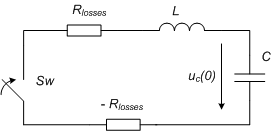 R_losses
L
C
Sw
u_c(0)
- R_losses